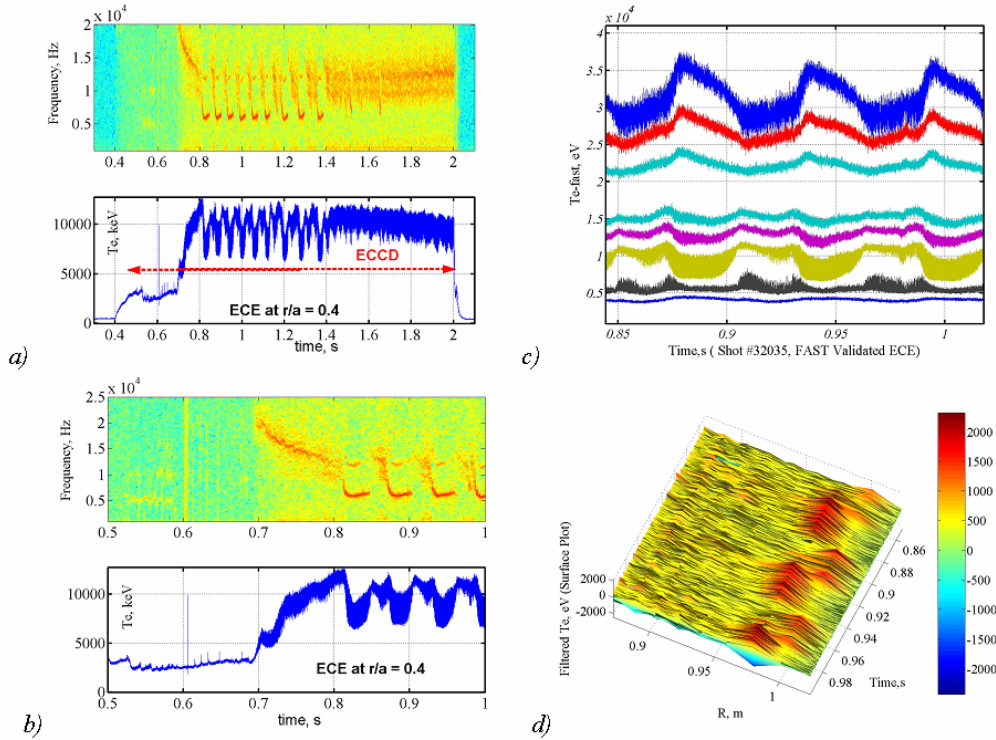 x 10⁴
2
1.5
1
0.5
Frequency, Hz
0.4 0.6 0.8 1 1.2 1.4 1.6 1.8 2
10000
5000
0
Te, keV
ECCD
ECE at r/a = 0.4
0.4 0.6 0.8 1 1.2 1.4 1.6 1.8 2
time, s
a)
x 10⁴
2.5
2
1.5
1
0.5
Frequency, Hz
0.5 0.6 0.7 0.8 0.9 1
10000
5000
0
Te, keV
ECE at r/a = 0.4
0.5 0.6 0.7 0.8 0.9 1
time, s
b)
x 10⁴
4
3.5
3
2.5
2
1.5
1
0.5
Te-fast, eV
0.85 0.9 0.95 1
Time,s ( Shot #32035, FAST Validated ECE)
c)
Filtered Te, eV (Surface Plot)
2000
0
-2000
0.9
0.95
1
R, m
0.86
0.88
0.9
0.92
0.94
0.96
0.98
Time,s
2000
1500
1000
500
0
-500
-1000
-1500
-2000
d)